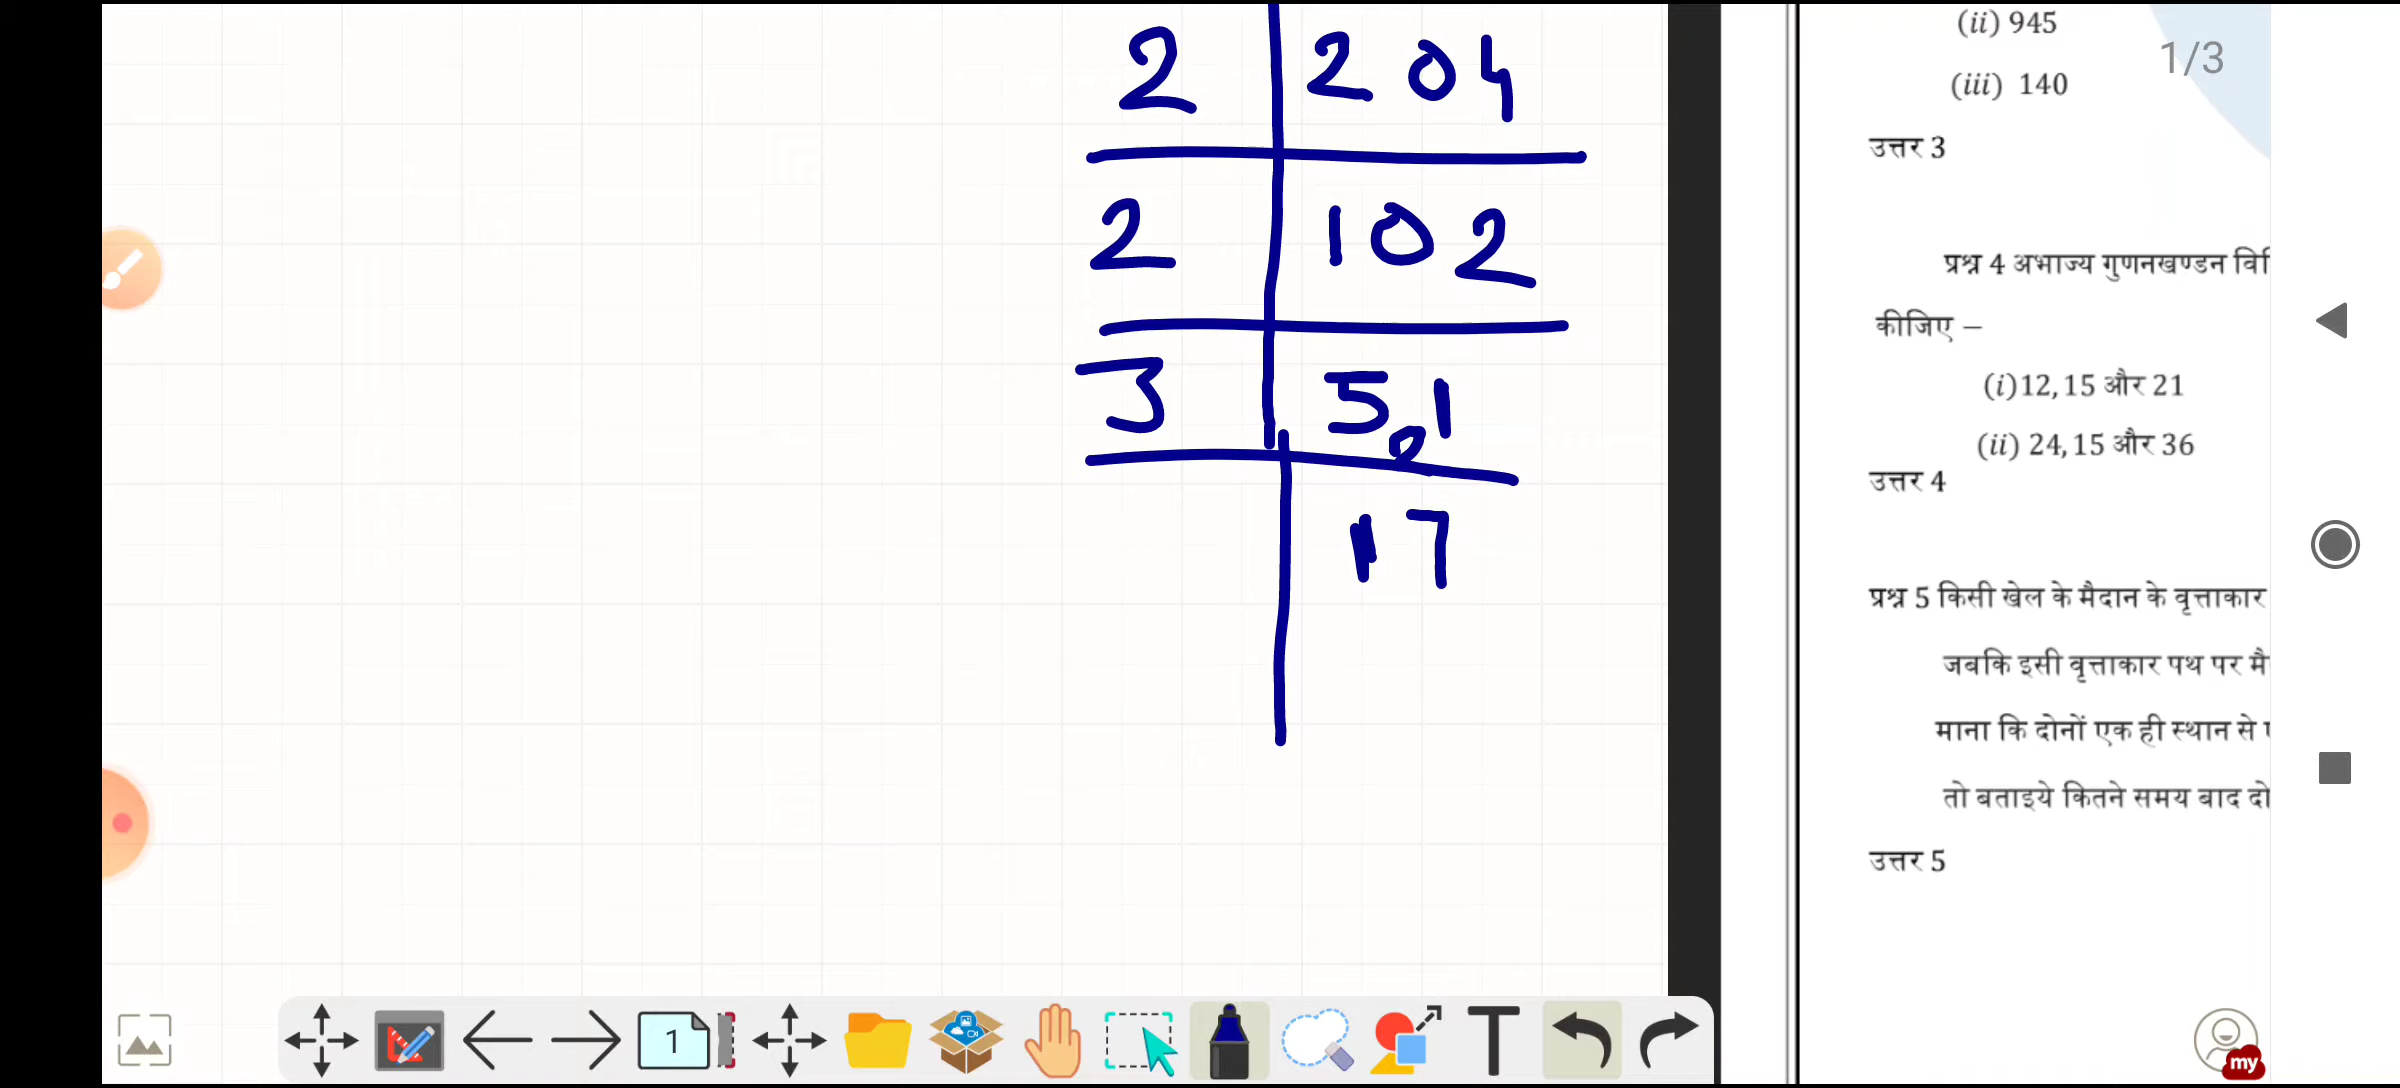 2 | 204
2 | 102
3 | 51
17
(ii) 945
1/3
(iii) 140
उत्तर 3
प्रश्न 4 अभाज्य गुणनखण्डन
कीजिए –
(i)12, 15 और 21
(ii) 24, 15 और 36
उत्तर 4
प्रश्न 5 किसी खेल के मैदान के वृत्ताकार
जबकि इसी वृत्ताकार पथ पर
माना कि दोनों एक ही स्थान से
तो बताइये कितने समय बाद
उत्तर 5
1
T
my